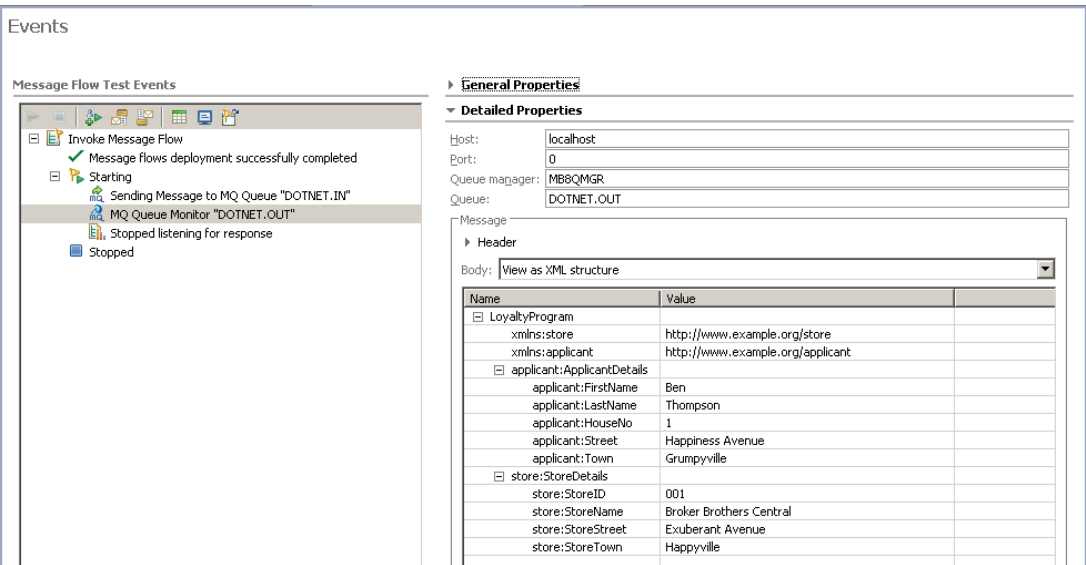 Events
Message Flow Test Events
Invoke Message Flow
Message flows deployment successfully completed
Starting
Sending Message to MQ Queue "DOTNET.IN"
MQ Queue Monitor "DOTNET.OUT"
Stopped listening for response
Stopped
General Properties
Detailed Properties
Host: localhost
Port: 0
Queue manager: MB8QMGR
Queue: DOTNET.OUT
Message
Header
Body: View as XML structure
Name Value
LoyaltyProgram
xmlns:store http://www.example.org/store
xmlns:applicant http://www.example.org/applicant
applicant:ApplicantDetails
applicant:FirstName Ben
applicant:LastName Thompson
applicant:HouseNo 1
applicant:Street Happiness Avenue
applicant:Town Grumpyville
store:StoreDetails
store:StoreID 001
store:StoreName Broker Brothers Central
store:StoreStreet Exuberant Avenue
store:StoreTown Happyville